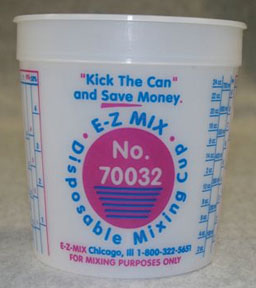 "Kick The Can"
and Save Money.
• E-Z MIX •
Disposable Mixing Cup
No.
70032
E-Z-MIX Chicago, Ill 1-800-322-5651
FOR MIXING PURPOSES ONLY